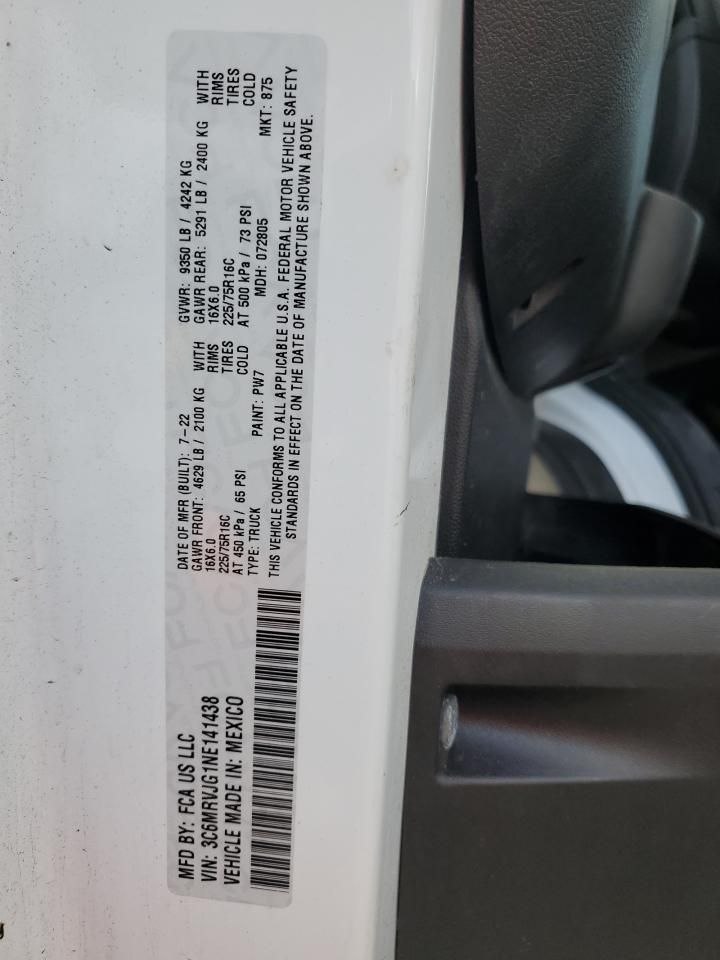 MFD BY: FCA US LLC
VIN: 3C6MRVJG1NE141438
VEHICLE MADE IN: MEXICO
DATE OF MFR (BUILT): 7-22 GVWR: 9350 LB / 4242 KG
GAWR FRONT: 4629 LB / 2100 KG WITH GAWR REAR: 5291 LB / 2400 KG WITH
16X6.0 RIMS 16X6.0 RIMS
225/75R16C TIRES 225/75R16C TIRES
AT 450 kPa / 65 PSI COLD AT 500 kPa / 73 PSI COLD
TYPE: TRUCK PAINT: PW7 MDH: 072805 MKT: 875
THIS VEHICLE CONFORMS TO ALL APPLICABLE U.S.A. FEDERAL MOTOR VEHICLE SAFETY
STANDARDS IN EFFECT ON THE DATE OF MANUFACTURE SHOWN ABOVE.